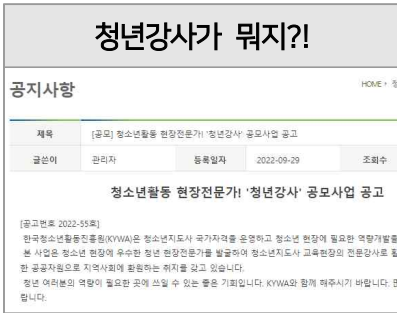 청년강사가 뭐지?!
공지사항
HOME
제목 [공모] 청소년활동 현장전문가! '청년강사' 공모사업 공고
글쓴이 관리자 등록일자 2022-09-29 조회수
청소년활동 현장전문가! '청년강사' 공모사업 공고
[공고번호 2022-55호]
한국청소년활동진흥원(KYWA)은 청소년지도사 국가자격을 운영하고 청소년 현장에 필요한 역량개발을
본 사업은 청소년 현장에 우수한 청년 현장전문가를 발굴하여 청소년지도사 교육현장의 전문강사로 활
한 공공자원으로 지역사회에 환원하는 취지를 갖고 있습니다.
청년 여러분의 역량이 필요한 곳에 쓰일 수 있는 좋은 기회입니다. KYWA와 함께 해주시기 바랍니다.
랍니다.